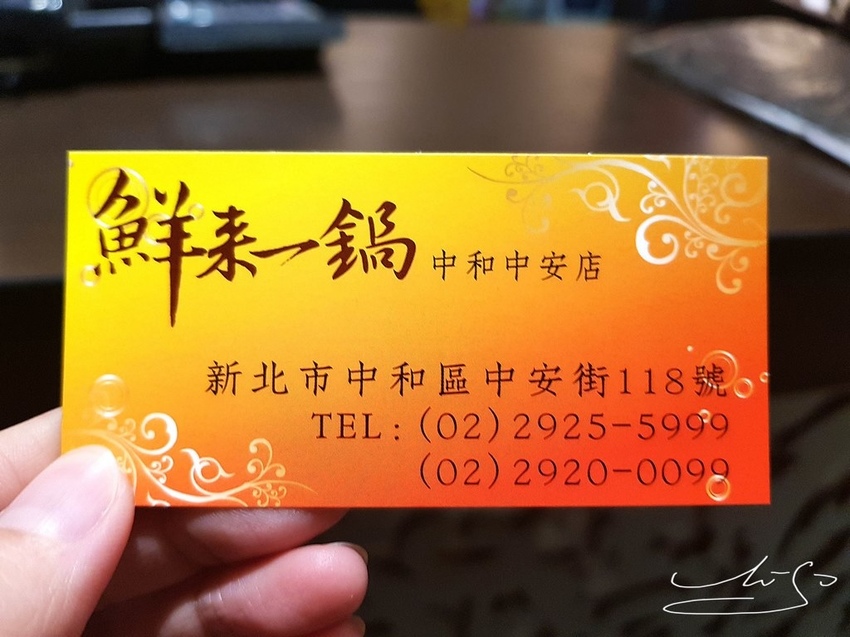 鮮来一鍋 中和中安店
新北市中和區中安街118號
TEL:(02)2925-5999
(02)2920-0099